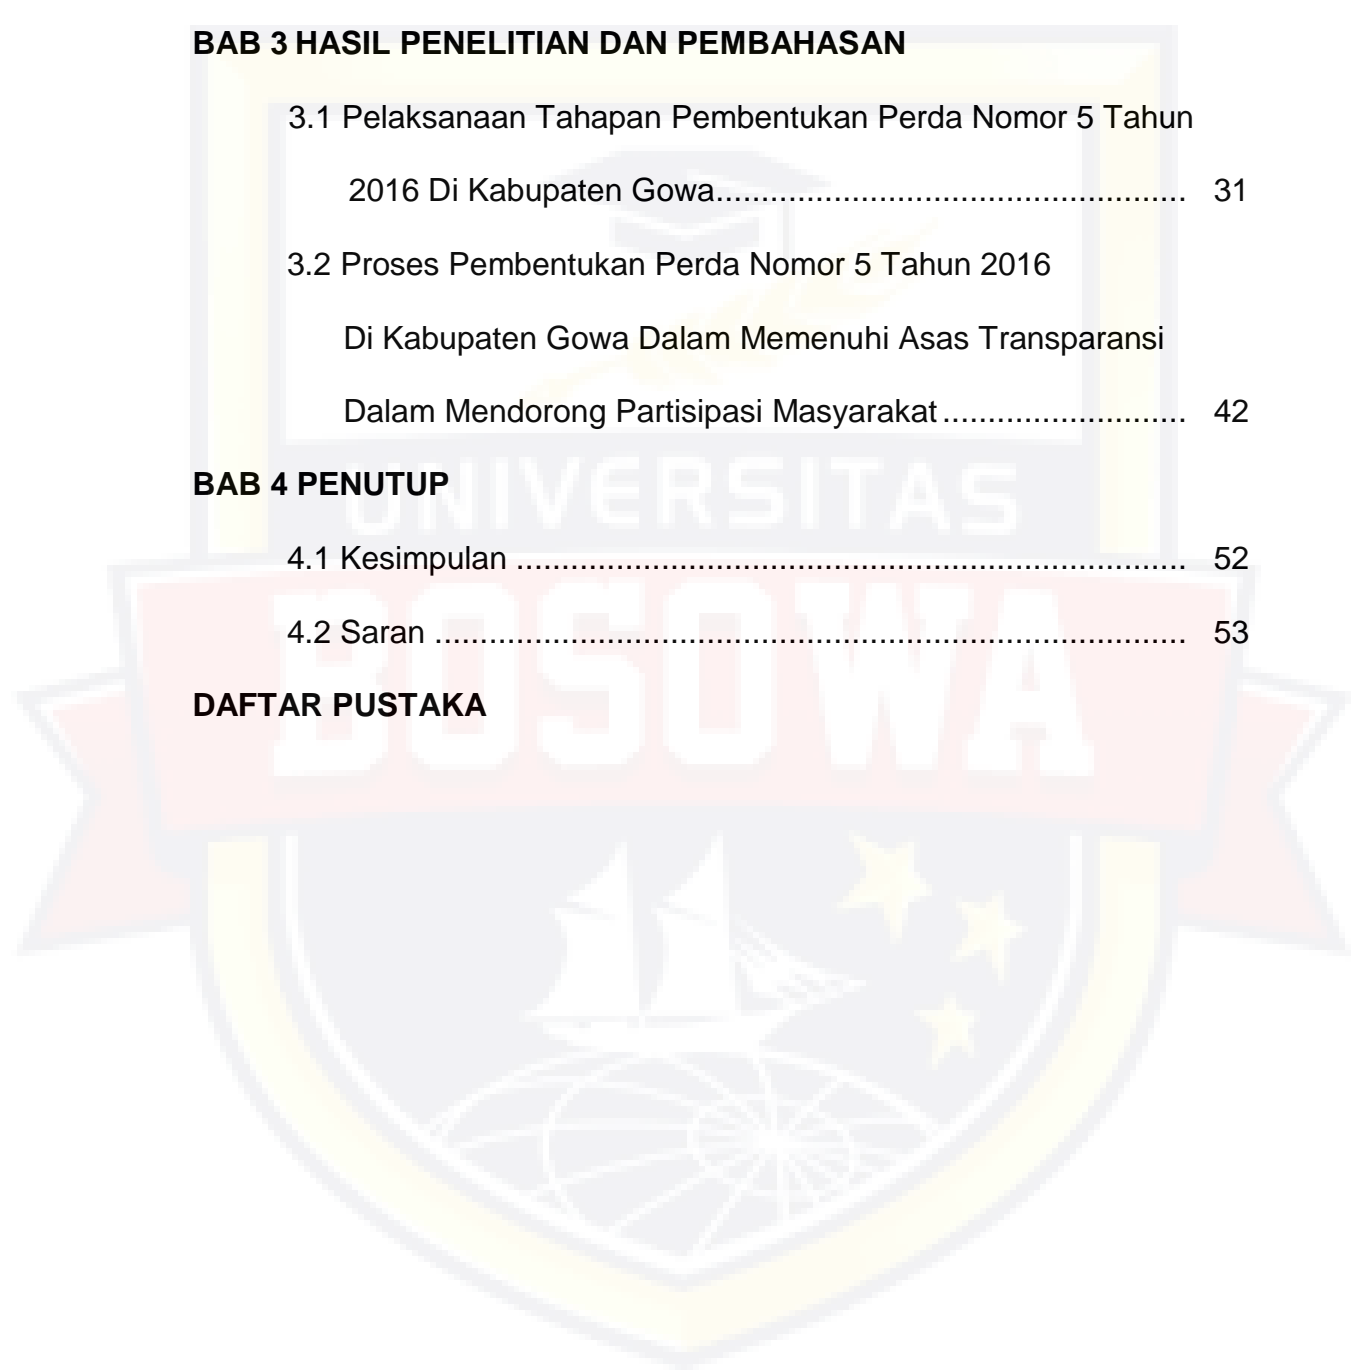 BAB 3 HASIL PENELITIAN DAN PEMBAHASAN
3.1 Pelaksanaan Tahapan Pembentukan Perda Nomor 5 Tahun
2016 Di Kabupaten Gowa.................................................... 31
3.2 Proses Pembentukan Perda Nomor 5 Tahun 2016
Di Kabupaten Gowa Dalam Memenuhi Asas Transparansi
Dalam Mendorong Partisipasi Masyarakat ........................... 42
BAB 4 PENUTUP
UNIVERSITAS
4.1 Kesimpulan .......................................................................... 52
BOSOWA
4.2 Saran ................................................................................... 53
DAFTAR PUSTAKA